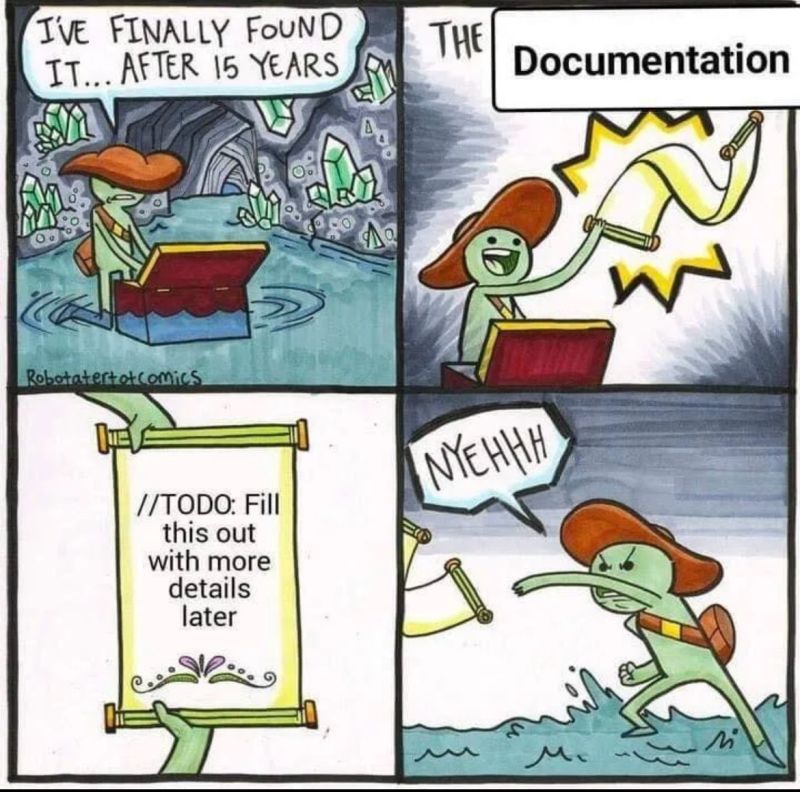 I'VE FINALLY FOUND
IT... AFTER 15 YEARS
THE
Documentation
Robotatertotcomics
//TODO: Fill
this out
with more
details
later
NYEHHH